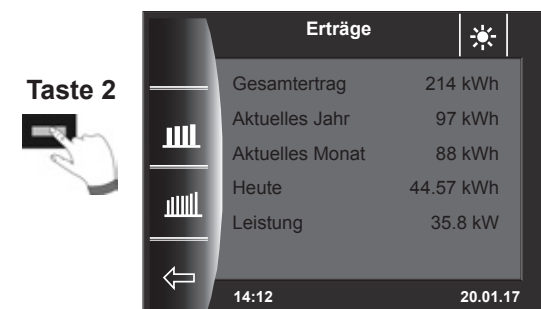 Erträge
Taste 2
Gesamtertrag 214 kWh
Aktuelles Jahr 97 kWh
Aktuelles Monat 88 kWh
Heute 44.57 kWh
Leistung 35.8 kW
14:12 20.01.17